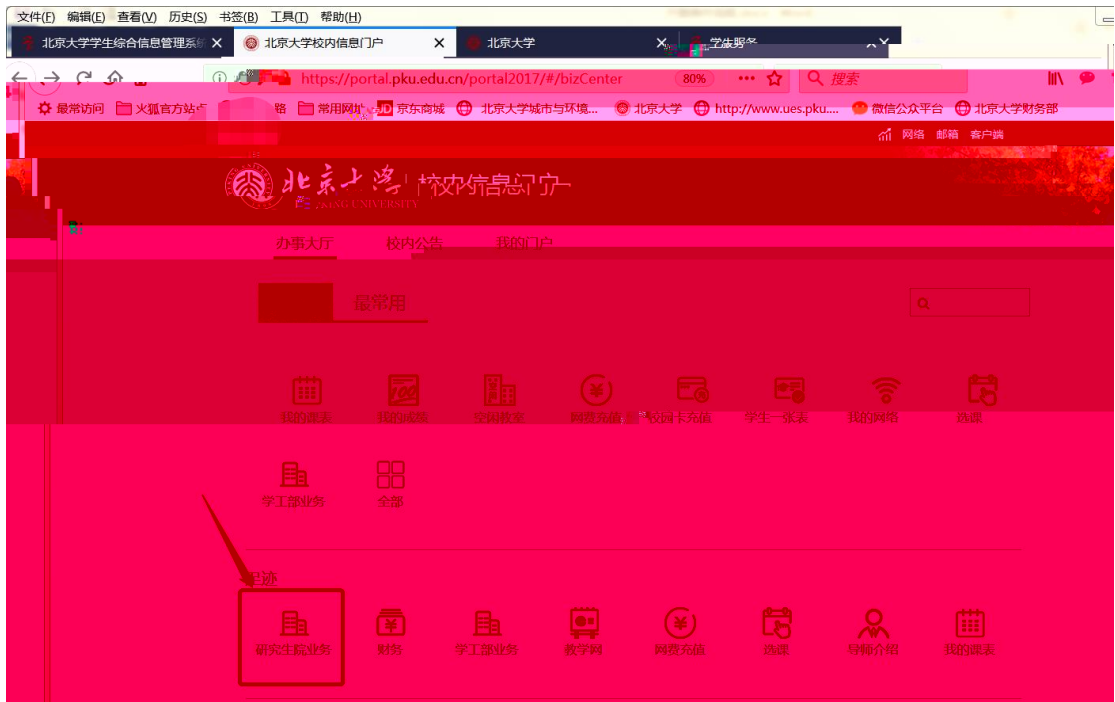 文件(F) 编辑(E) 查看(V) 历史(S) 书签(B) 工具(T) 帮助(H)
北京大学学生综合信息管理系统 北京大学校内信息门户 北京大学
https://portal.pku.edu.cn/portal2017/#/bizCenter 80% 搜索
最常访问 火狐官方站点 常用网址 JD 京东商城 北京大学城市与环境... 北京大学 http://www.ues.pku.... 微信公众平台 北京大学财务部
网络 邮箱 客户端
北京大学 校内信息门户
UNIVERSITY
办事大厅 校内公告 我的门户
最常用
我的课表 我的成绩 空闲教室 网费充值 校园卡充值 学生一张表 我的网络 选课
学工部业务 全部
足迹
研究生院业务 财务 学工部业务 教学网 网费充值 选课 导师介绍 我的课表